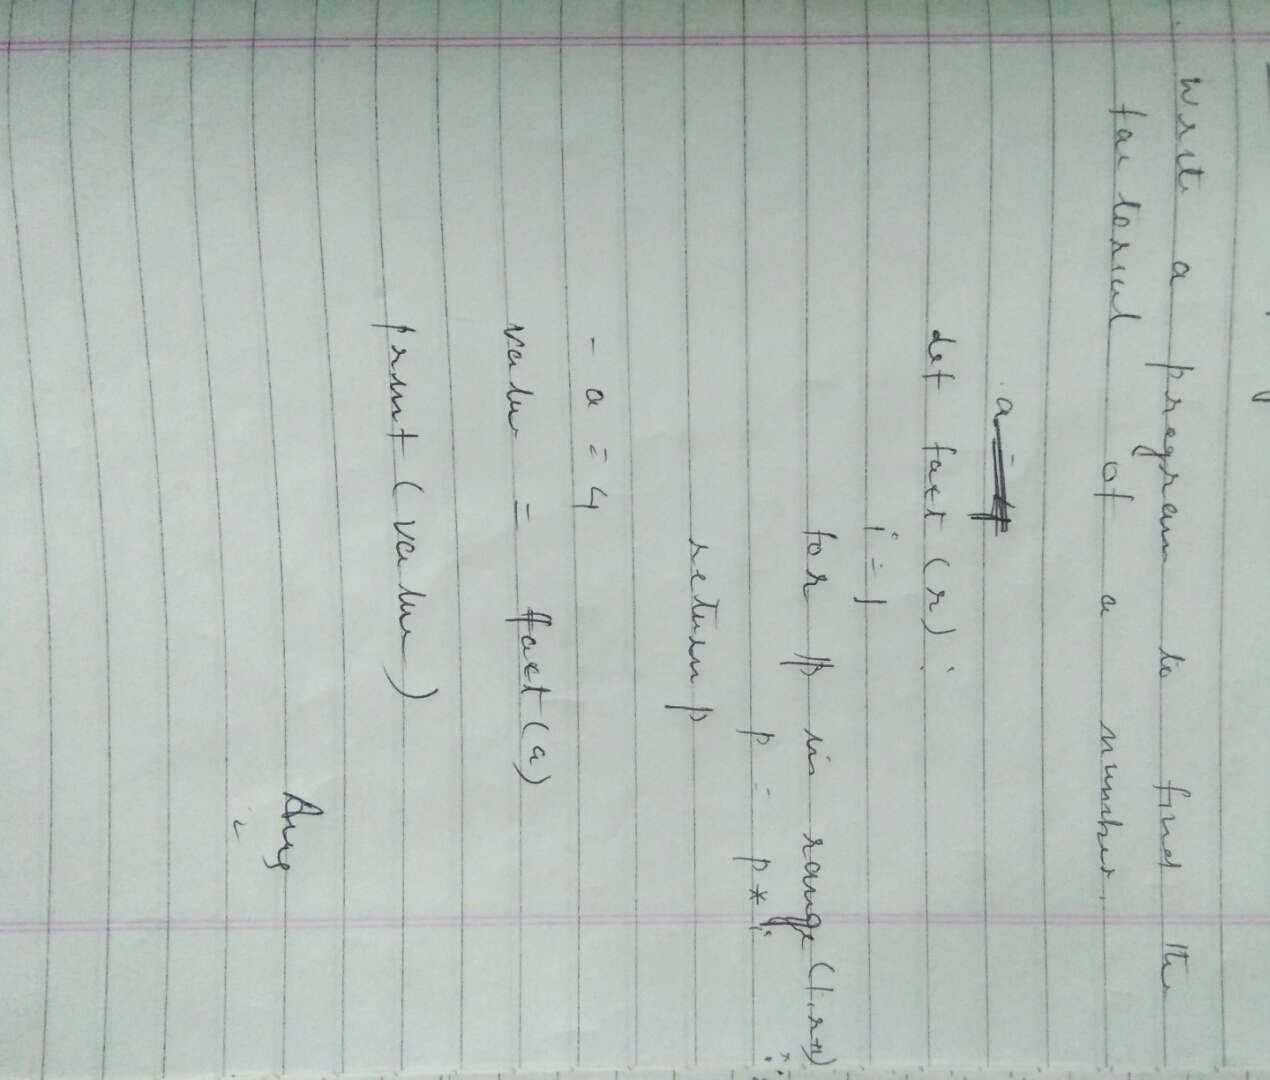 Write a program to find the
factorial of a number.
def fact (r) :
i = 1
for p in range (1, r+1)
p = p * i
return p
- a = 4
value = fact (a)
print ( value )
Ans